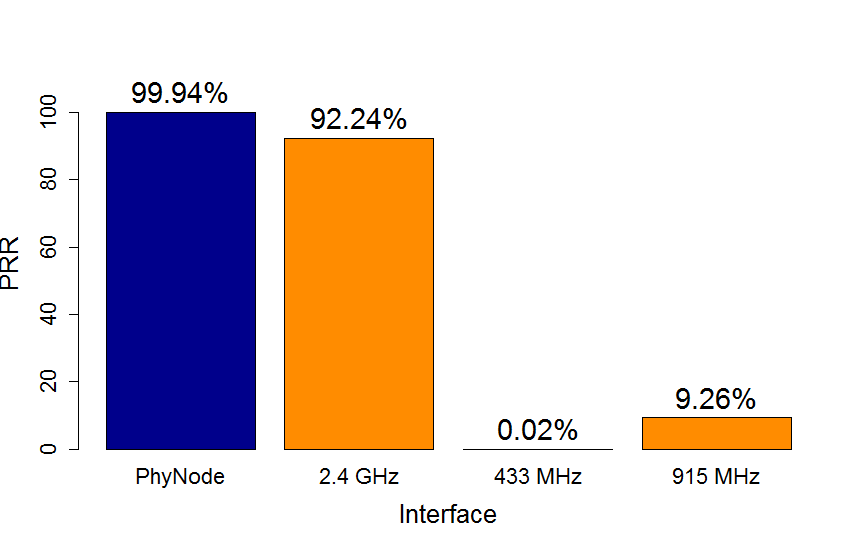 99.94%
92.24%
0.02%
9.26%
PRR
100
80
60
40
20
0
PhyNode
2.4 GHz
433 MHz
915 MHz
Interface